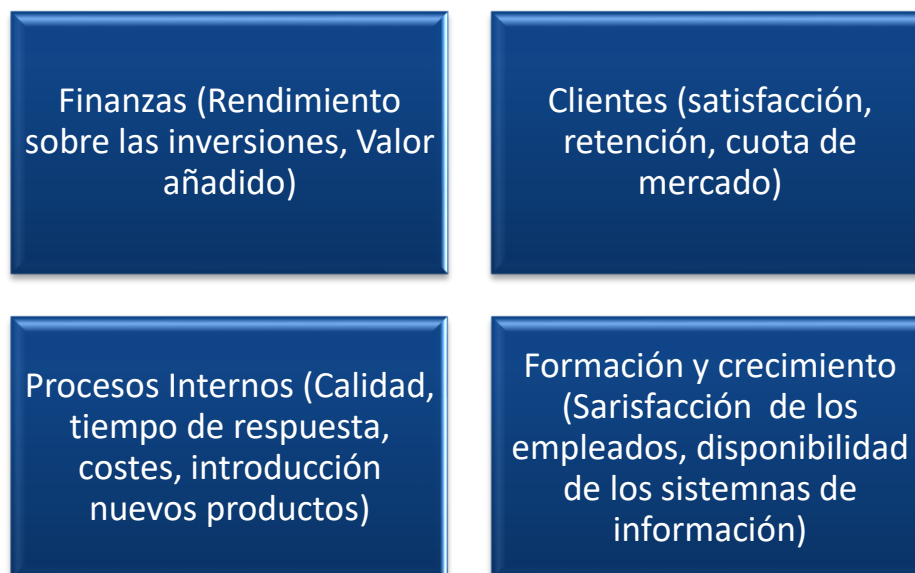 Finanzas (Rendimiento
sobre las inversiones, Valor
añadido)
Clientes (satisfacción,
retención, cuota de
mercado)
Procesos Internos (Calidad,
tiempo de respuesta,
costes, introducción
nuevos productos)
Formación y crecimiento
(Sarisfacción de los
empleados, disponibilidad
de los sistemnas de
información)